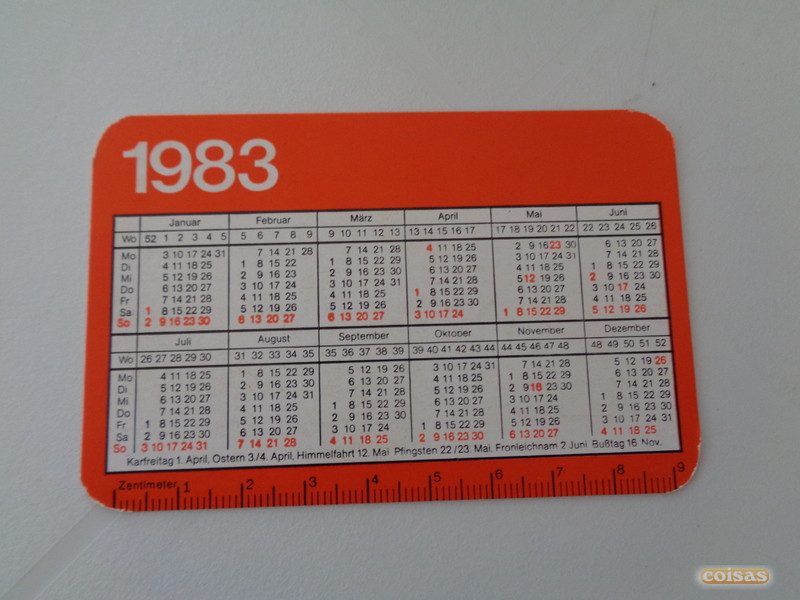 1983
Januar Februar März April Mai Juni
Wo 52 1 2 3 4 5 5 6 7 8 9 9 10 11 12 13 13 14 15 16 17 17 18 19 20 21 22 22 23 24 25 26
Mo 3 10 17 24 31 7 14 21 28 7 14 21 28 4 11 18 25 2 9 16 23 30 6 13 20 27
Di 4 11 18 25 1 8 15 22 1 8 15 22 29 5 12 19 26 3 10 17 24 31 7 14 21 28
Mi 5 12 19 26 2 9 16 23 2 9 16 23 30 6 13 20 27 4 11 18 25 1 8 15 22 29
Do 6 13 20 27 3 10 17 24 3 10 17 24 31 7 14 21 28 5 12 19 26 2 9 16 23 30
Fr 7 14 21 28 4 11 18 25 4 11 18 25 1 8 15 22 29 6 13 20 27 3 10 17 24
Sa 1 8 15 22 29 5 12 19 26 5 12 19 26 2 9 16 23 30 7 14 21 28 4 11 18 25
So 2 9 16 23 30 6 13 20 27 6 13 20 27 3 10 17 24 1 8 15 22 29 5 12 19 26
Juli August September Oktober November Dezember
Wo 26 27 28 29 30 31 32 33 34 35 35 36 37 38 39 39 40 41 42 43 44 44 45 46 47 48 48 49 50 51 52
Mo 4 11 18 25 1 8 15 22 29 5 12 19 26 3 10 17 24 31 7 14 21 28 5 12 19 26
Di 5 12 19 26 2 9 16 23 30 6 13 20 27 4 11 18 25 1 8 15 22 29 6 13 20 27
Mi 6 13 20 27 3 10 17 24 31 7 14 21 28 5 12 19 26 2 9 16 23 30 7 14 21 28
Do 7 14 21 28 4 11 18 25 1 8 15 22 29 6 13 20 27 3 10 17 24 1 8 15 22 29
Fr 1 8 15 22 29 5 12 19 26 2 9 16 23 30 7 14 21 28 4 11 18 25 2 9 16 23 30
Sa 2 9 16 23 30 6 13 20 27 3 10 17 24 1 8 15 22 29 5 12 19 26 3 10 17 24 31
So 3 10 17 24 31 7 14 21 28 4 11 18 25 2 9 16 23 30 6 13 20 27 4 11 18 25
Karfreitag 1. April, Ostern 3./4. April, Himmelfahrt 12. Mai Pfingsten 22./23. Mai, Fronleichnam 2 Juni Bußtag 16 Nov.
Zentimeter 1 2 3 4 5 6 7 8 9
coisas